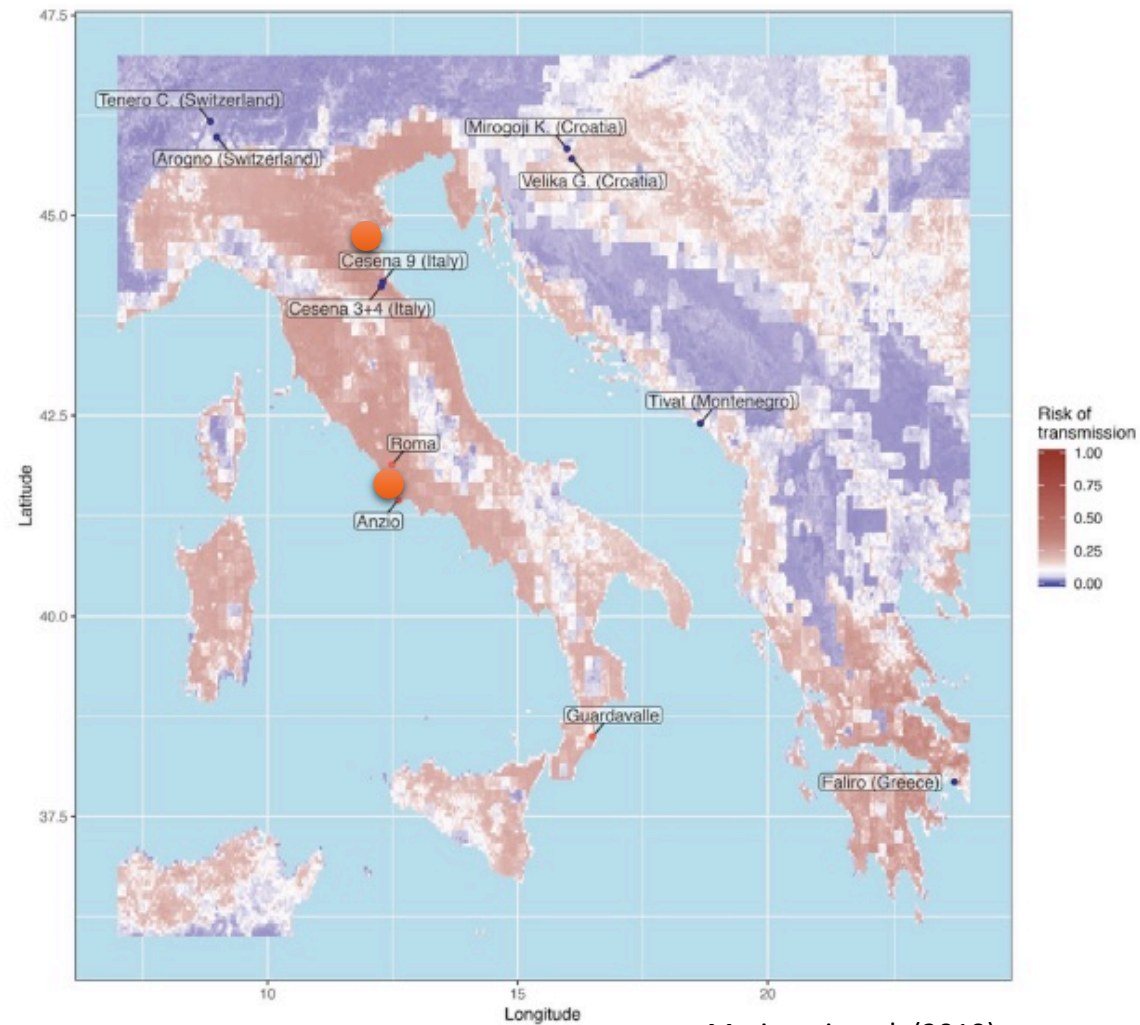 47.5
Tenero C. (Switzerland)
Mirogoji K. (Croatia)
Arogno (Switzerland)
Velika G. (Croatia)
45.0
Cesena 9 (Italy)
Cesena 3+4 (Italy)
Tivat (Montenegro)
42.5
Risk of
transmission
1.00
0.75
0.50
0.25
0.00
Roma
Latitude
Anzio
40.0
Guardavalle
Faliro (Greece)
37.5
10
15
20
Longitude